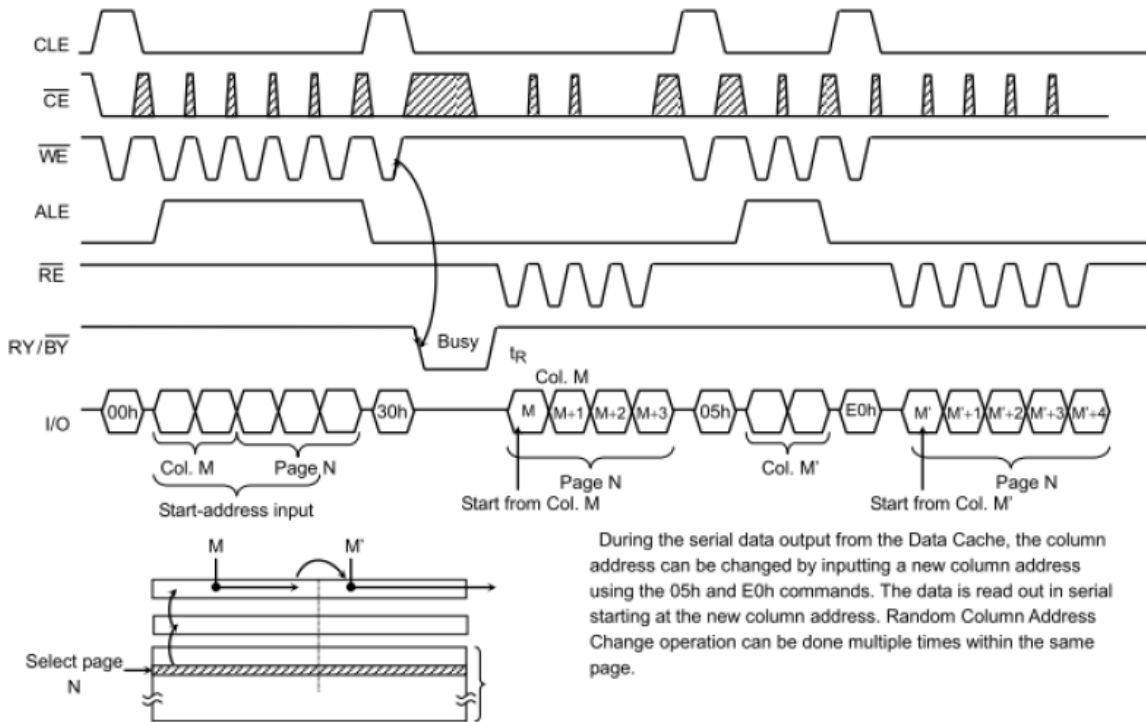 CLE
CE
WE
ALE
RE
RY/BY
Busy
tR
Col. M
I/O
00h
30h
M
M+1
M+2
M+3
05h
E0h
M'
M'+1
M'+2
M'+3
M'+4
Col. M
Page N
Page N
Col. M'
Page N
Start-address input
Start from Col. M
Start from Col. M'
M
M'
Select page
N
During the serial data output from the Data Cache, the column
address can be changed by inputting a new column address
using the 05h and E0h commands. The data is read out in serial
starting at the new column address. Random Column Address
Change operation can be done multiple times within the same
page.